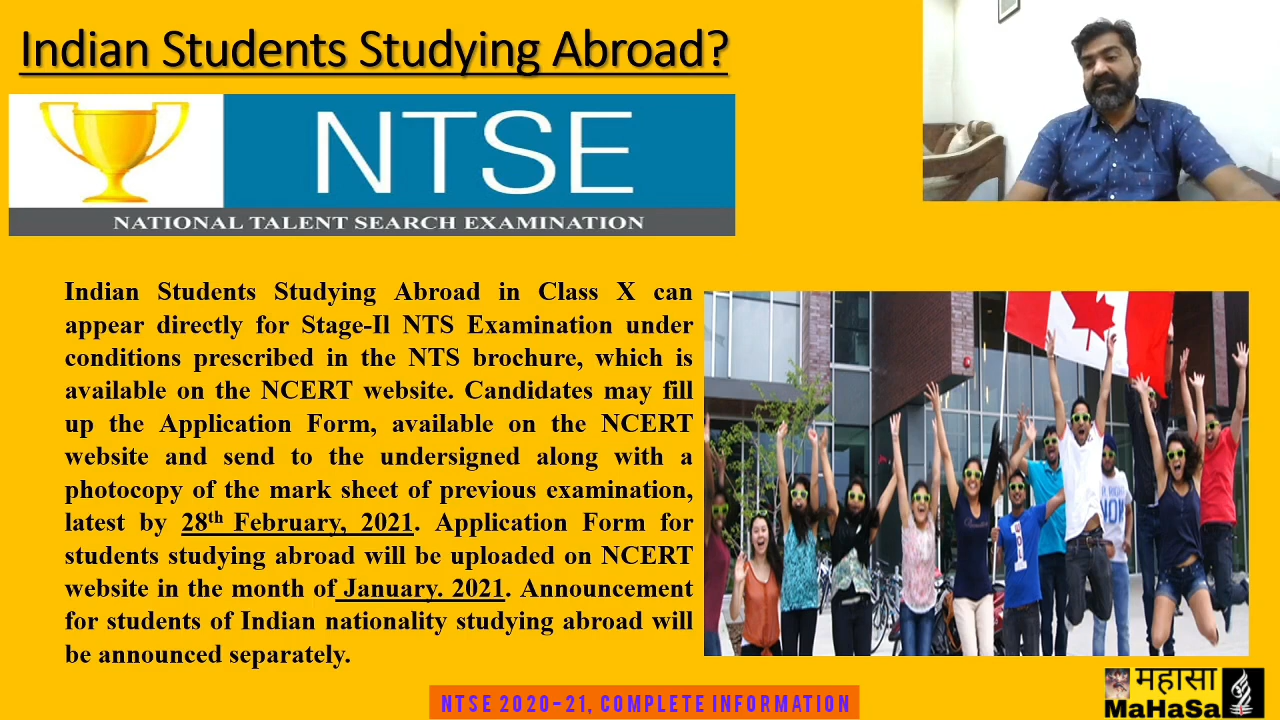 Indian Students Studying Abroad?
NTSE
NATIONAL TALENT SEARCH EXAMINATION
Indian Students Studying Abroad in Class X can
appear directly for Stage-Il NTS Examination under
conditions prescribed in the NTS brochure, which is
available on the NCERT website. Candidates may fill
up the Application Form, available on the NCERT
website and send to the undersigned along with a
photocopy of the mark sheet of previous examination,
latest by 28th February, 2021. Application Form for
students studying abroad will be uploaded on NCERT
website in the month of January. 2021. Announcement
for students of Indian nationality studying abroad will
be announced separately.
NTSE 2020-21, COMPLETE INFORMATION
महासा
MaHaSa